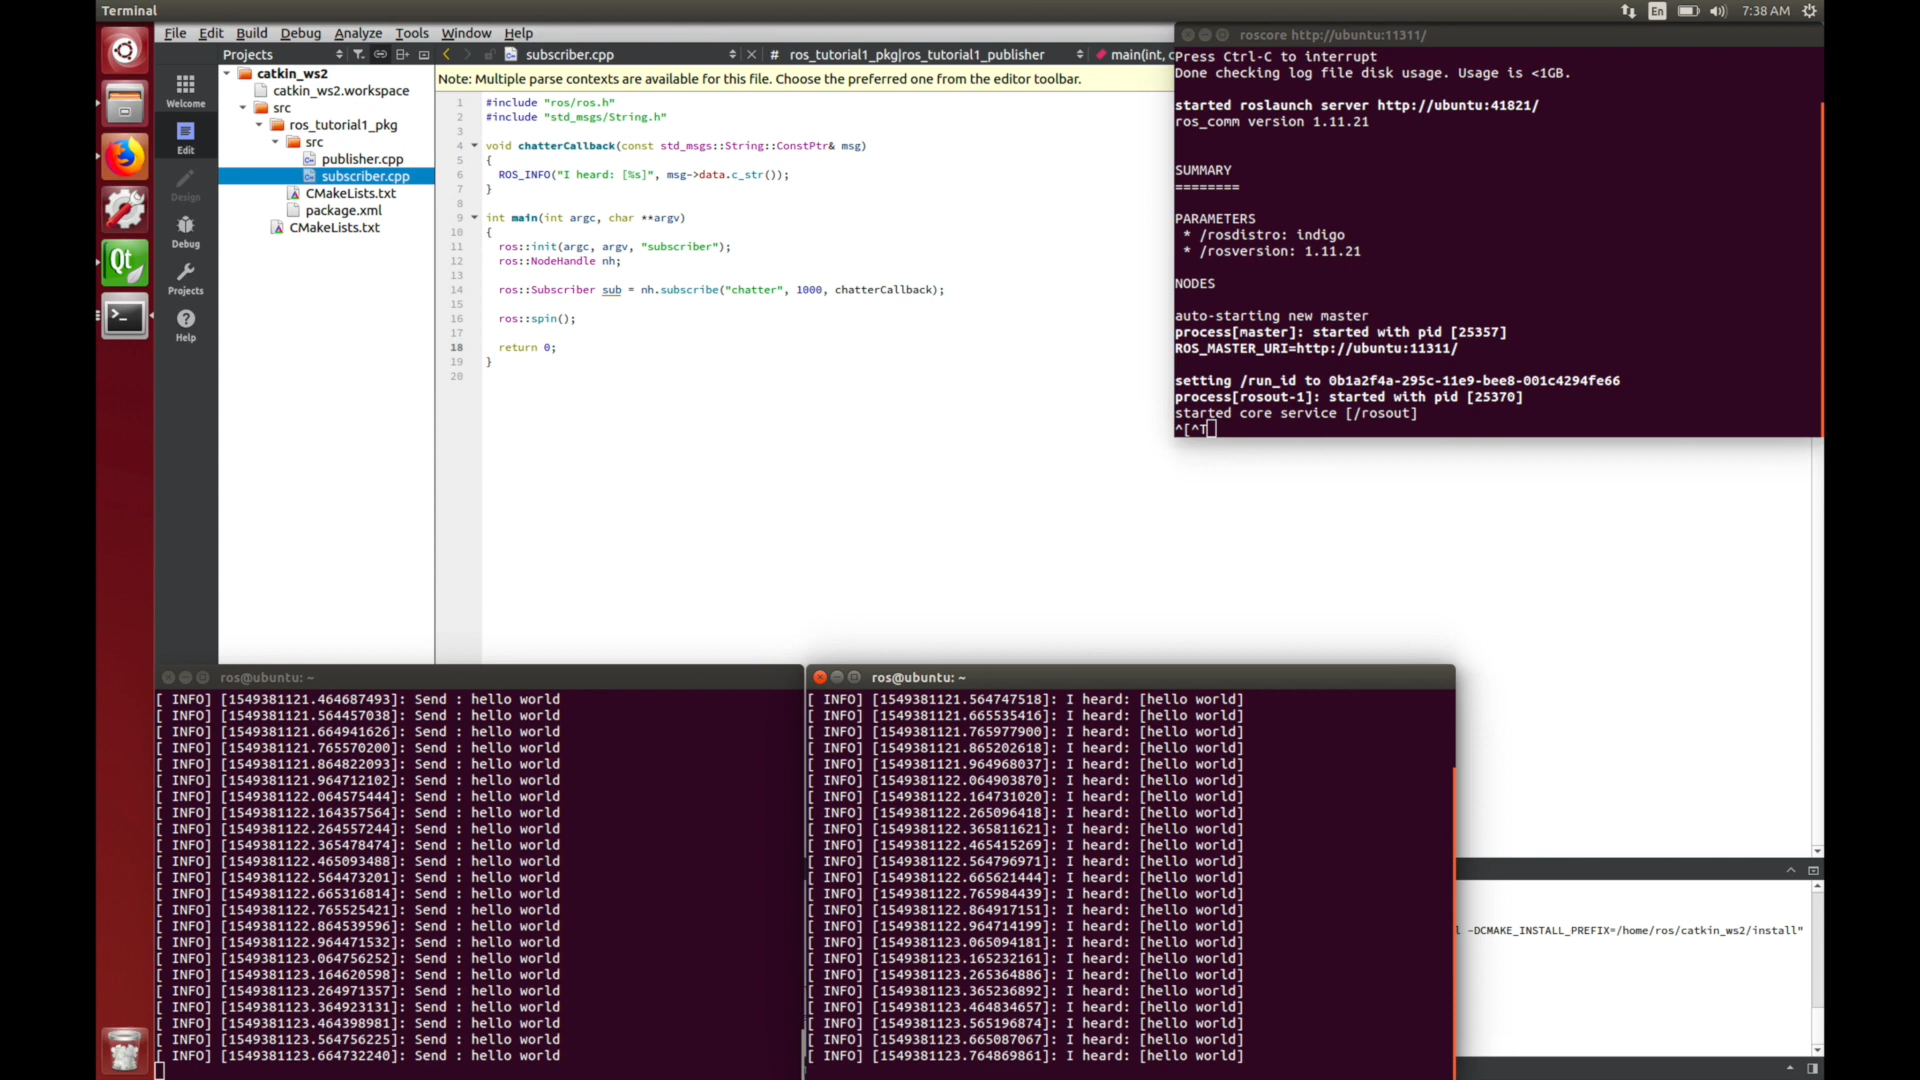 Terminal
En
7:38 AM
File Edit Build Debug Analyze Tools Window Help
Projects
subscriber.cpp
# ros_tutorial1_pkg|ros_tutorial1_publisher
main(int, c
Welcome
Edit
Design
Debug
Projects
Help
catkin_ws2
catkin_ws2.workspace
src
ros_tutorial1_pkg
src
publisher.cpp
subscriber.cpp
CMakeLists.txt
package.xml
CMakeLists.txt
Note: Multiple parse contexts are available for this file. Choose the preferred one from the editor toolbar.
1 #include "ros/ros.h"
2 #include "std_msgs/String.h"
3
4 void chatterCallback(const std_msgs::String::ConstPtr& msg)
5 {
6 ROS_INFO("I heard: [%s]", msg->data.c_str());
7 }
8
9 int main(int argc, char **argv)
10 {
11 ros::init(argc, argv, "subscriber");
12 ros::NodeHandle nh;
13
14 ros::Subscriber sub = nh.subscribe("chatter", 1000, chatterCallback);
15
16 ros::spin();
17
18 return 0;
19 }
20
roscore http://ubuntu:11311/
Press Ctrl-C to interrupt
Done checking log file disk usage. Usage is <1GB.
started roslaunch server http://ubuntu:41821/
ros_comm version 1.11.21
SUMMARY
========
PARAMETERS
* /rosdistro: indigo
* /rosversion: 1.11.21
NODES
auto-starting new master
process[master]: started with pid [25357]
ROS_MASTER_URI=http://ubuntu:11311/
setting /run_id to 0b1a2f4a-295c-11e9-bee8-001c4294fe66
process[rosout-1]: started with pid [25370]
started core service [/rosout]
^[^T
ros@ubuntu: ~
[ INFO] [1549381121.464687493]: Send : hello world
[ INFO] [1549381121.564457038]: Send : hello world
[ INFO] [1549381121.664941626]: Send : hello world
[ INFO] [1549381121.765570200]: Send : hello world
[ INFO] [1549381121.864822093]: Send : hello world
[ INFO] [1549381121.964712102]: Send : hello world
[ INFO] [1549381122.064575444]: Send : hello world
[ INFO] [1549381122.164357564]: Send : hello world
[ INFO] [1549381122.264557244]: Send : hello world
[ INFO] [1549381122.365478474]: Send : hello world
[ INFO] [1549381122.465093488]: Send : hello world
[ INFO] [1549381122.564473201]: Send : hello world
[ INFO] [1549381122.665316814]: Send : hello world
[ INFO] [1549381122.765525421]: Send : hello world
[ INFO] [1549381122.864539596]: Send : hello world
[ INFO] [1549381122.964471532]: Send : hello world
[ INFO] [1549381123.064756252]: Send : hello world
[ INFO] [1549381123.164620598]: Send : hello world
[ INFO] [1549381123.264971357]: Send : hello world
[ INFO] [1549381123.364923131]: Send : hello world
[ INFO] [1549381123.464398981]: Send : hello world
[ INFO] [1549381123.564756225]: Send : hello world
[ INFO] [1549381123.664732240]: Send : hello world
ros@ubuntu: ~
[ INFO] [1549381121.564747518]: I heard: [hello world]
[ INFO] [1549381121.665535416]: I heard: [hello world]
[ INFO] [1549381121.765977900]: I heard: [hello world]
[ INFO] [1549381121.865202618]: I heard: [hello world]
[ INFO] [1549381121.964968037]: I heard: [hello world]
[ INFO] [1549381122.064903870]: I heard: [hello world]
[ INFO] [1549381122.164731020]: I heard: [hello world]
[ INFO] [1549381122.265096418]: I heard: [hello world]
[ INFO] [1549381122.365811621]: I heard: [hello world]
[ INFO] [1549381122.465415269]: I heard: [hello world]
[ INFO] [1549381122.564796971]: I heard: [hello world]
[ INFO] [1549381122.665621444]: I heard: [hello world]
[ INFO] [1549381122.765984439]: I heard: [hello world]
[ INFO] [1549381122.864917151]: I heard: [hello world]
[ INFO] [1549381122.964714199]: I heard: [hello world]
[ INFO] [1549381123.065094181]: I heard: [hello world]
[ INFO] [1549381123.165232161]: I heard: [hello world]
[ INFO] [1549381123.265364886]: I heard: [hello world]
[ INFO] [1549381123.365236892]: I heard: [hello world]
[ INFO] [1549381123.464834657]: I heard: [hello world]
[ INFO] [1549381123.565196874]: I heard: [hello world]
[ INFO] [1549381123.665087067]: I heard: [hello world]
[ INFO] [1549381123.764869861]: I heard: [hello world]
l -DCMAKE_INSTALL_PREFIX=/home/ros/catkin_ws2/install"